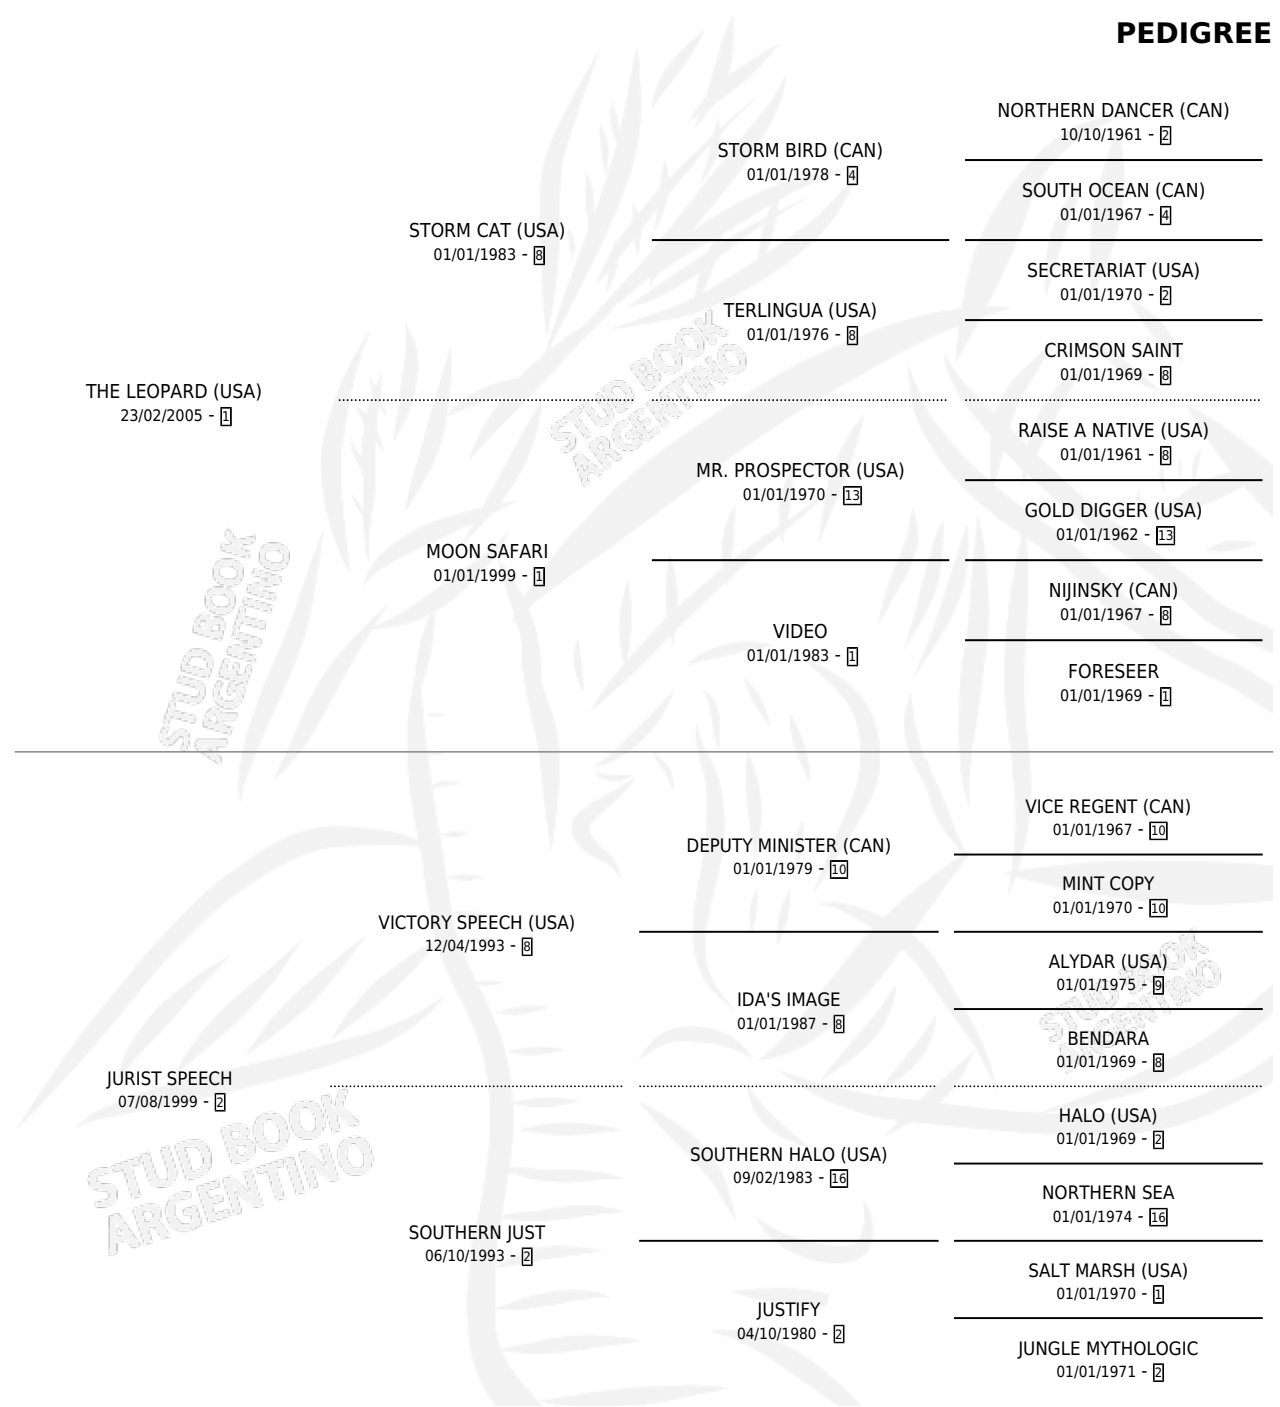 PEDIGREE
NORTHERN DANCER (CAN)
10/10/1961 - 2
STORM BIRD (CAN)
01/01/1978 - 4
SOUTH OCEAN (CAN)
01/01/1967 - 4
STORM CAT (USA)
01/01/1983 - 8
SECRETARIAT (USA)
01/01/1970 - 2
TERLINGUA (USA)
01/01/1976 - 8
CRIMSON SAINT
01/01/1969 - 8
THE LEOPARD (USA)
23/02/2005 - 1
RAISE A NATIVE (USA)
01/01/1961 - 8
MR. PROSPECTOR (USA)
01/01/1970 - 13
GOLD DIGGER (USA)
01/01/1962 - 13
MOON SAFARI
01/01/1999 - 1
NIJINSKY (CAN)
01/01/1967 - 8
VIDEO
01/01/1983 - 1
FORESEER
01/01/1969 - 1
VICE REGENT (CAN)
01/01/1967 - 10
DEPUTY MINISTER (CAN)
01/01/1979 - 10
MINT COPY
01/01/1970 - 10
VICTORY SPEECH (USA)
12/04/1993 - 8
ALYDAR (USA)
01/01/1975 - 9
IDA'S IMAGE
01/01/1987 - 8
BENDARA
01/01/1969 - 8
JURIST SPEECH
07/08/1999 - 2
HALO (USA)
01/01/1969 - 2
SOUTHERN HALO (USA)
09/02/1983 - 16
NORTHERN SEA
01/01/1974 - 16
SOUTHERN JUST
06/10/1993 - 2
SALT MARSH (USA)
01/01/1970 - 1
JUSTIFY
04/10/1980 - 2
JUNGLE MYTHOLOGIC
01/01/1971 - 2
STUD BOOK
ARGENTINO
STUD BOOK
ARGENTINO
STUD BOOK
ARGENTINO
STUD BOOK
ARGENTINO